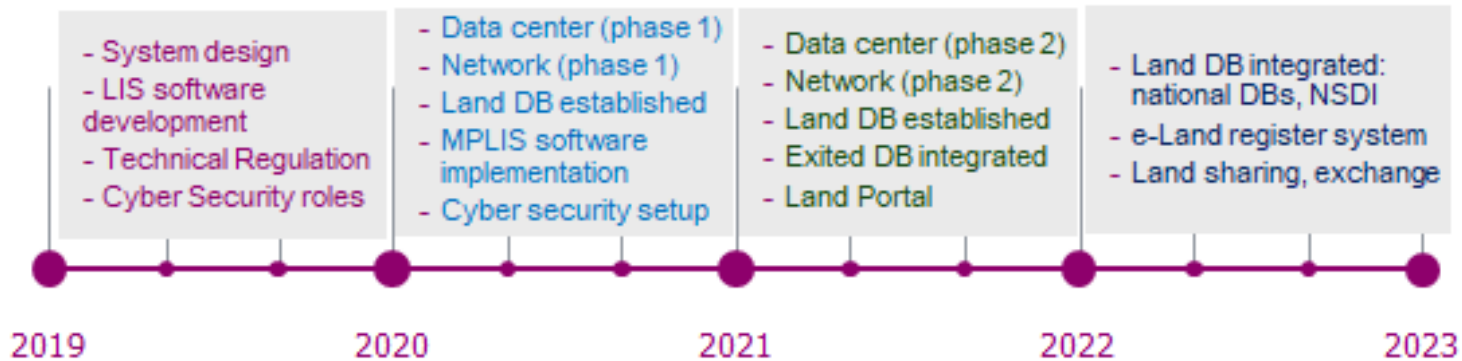 - System design
- LIS software
development
- Technical Regulation
- Cyber Security roles
- Data center (phase 1)
- Network (phase 1)
- Land DB established
- MPLIS software
implementation
- Cyber security setup
- Data center (phase 2)
- Network (phase 2)
- Land DB established
- Exited DB integrated
- Land Portal
- Land DB integrated:
national DBs, NSDI
- e-Land register system
- Land sharing, exchange
2019
2020
2021
2022
2023